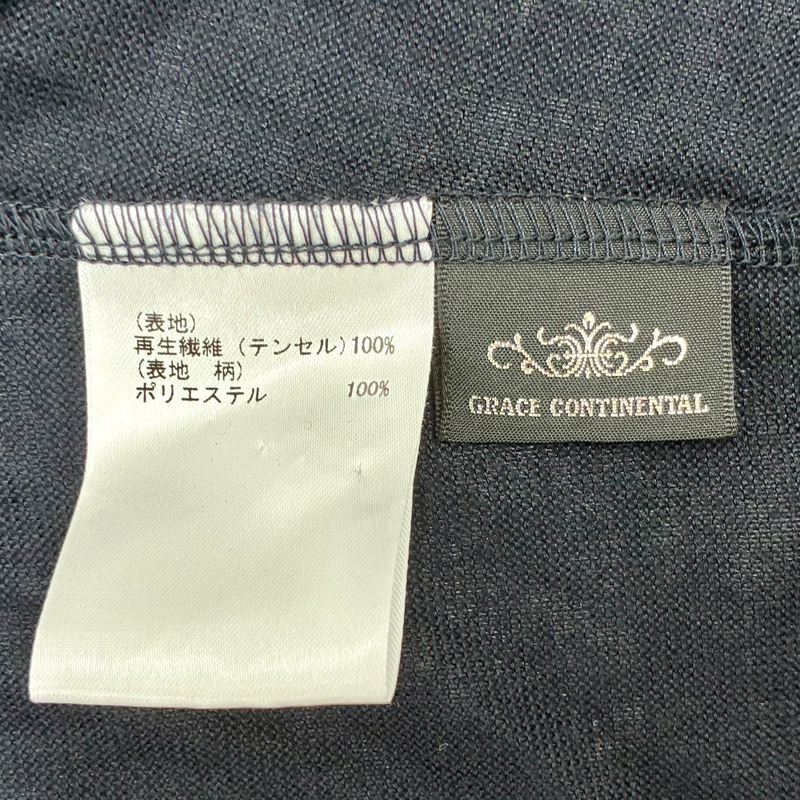 (表地)
再生繊維 (テンセル)100%
(表地　柄)
ポリエステル 100%
GRACE CONTINENTAL